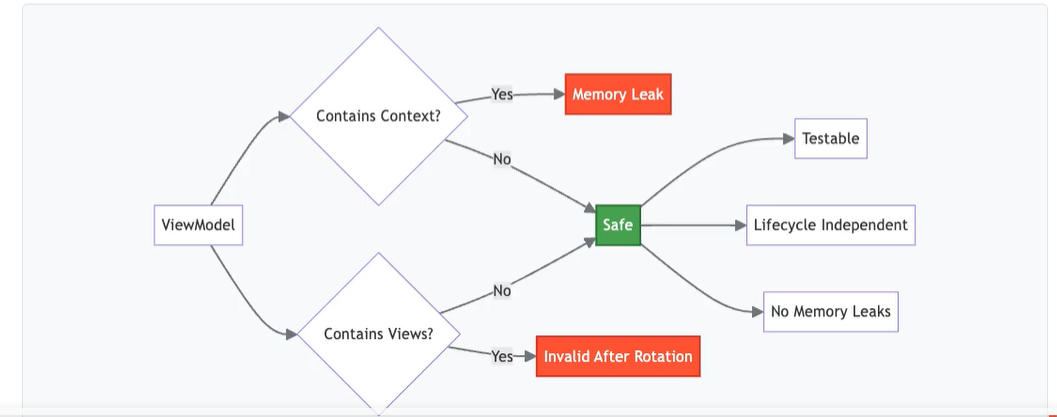 Contains Context?
Yes
Memory Leak
No
Testable
ViewModel
Safe
Lifecycle Independent
No
No Memory Leaks
Contains Views?
Yes
Invalid After Rotation